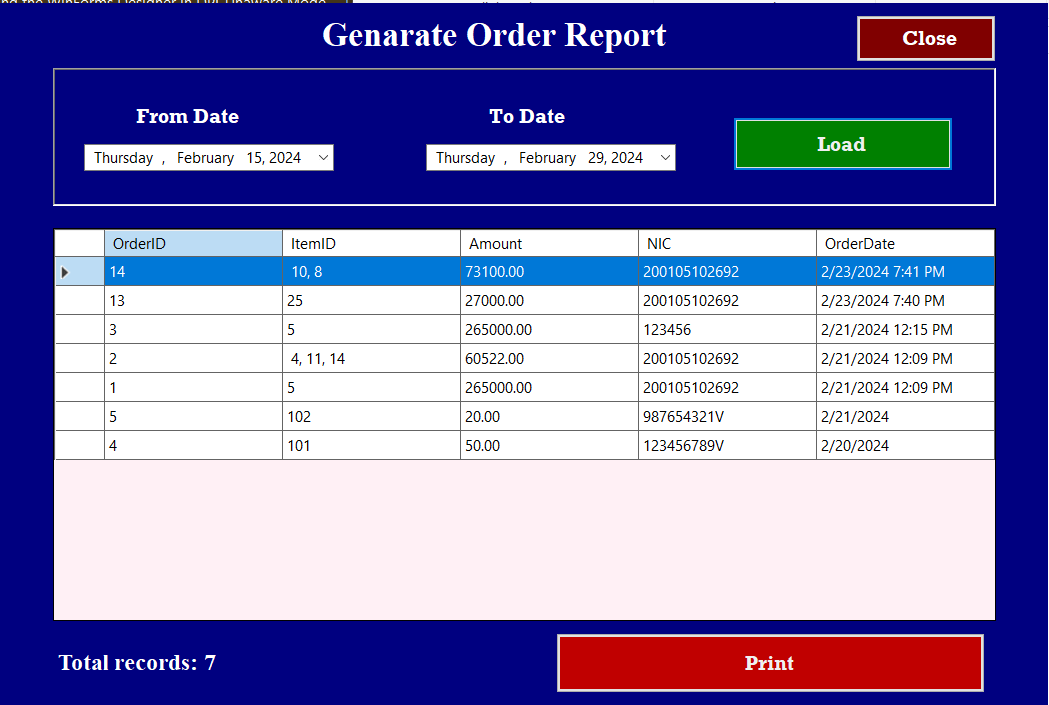 Genarate Order Report
Close
From Date
To Date
Thursday , February 15, 2024
Thursday , February 29, 2024
Load
OrderID ItemID Amount NIC OrderDate
14 10, 8 73100.00 200105102692 2/23/2024 7:41 PM
13 25 27000.00 200105102692 2/23/2024 7:40 PM
3 5 265000.00 123456 2/21/2024 12:15 PM
2 4, 11, 14 60522.00 200105102692 2/21/2024 12:09 PM
1 5 265000.00 200105102692 2/21/2024 12:09 PM
5 102 20.00 987654321V 2/21/2024
4 101 50.00 123456789V 2/20/2024
Total records: 7
Print